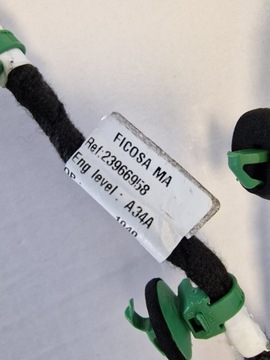 FICOSA MA
Ref:23966958
Eng level: A34A